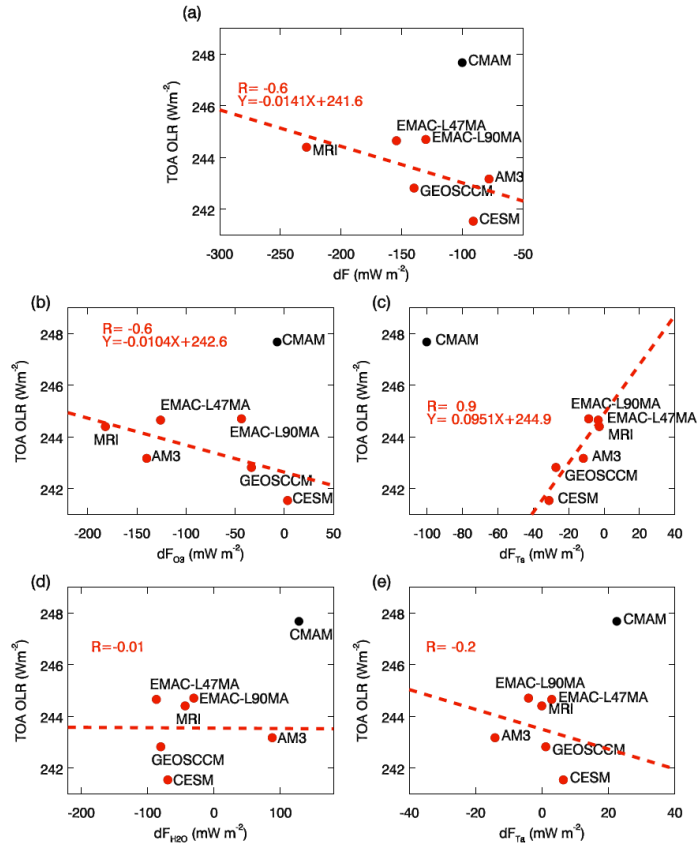 (a)
248
246
244
242
TOA OLR (Wm-2)
R= -0.6
Y=-0.0141X+241.6
CMAM
EMAC-L47MA
EMAC-L90MA
MRI
AM3
GEOSCCM
CESM
-300 -250 -200 -150 -100 -50
dF (mW m-2)
(b)
248
246
244
242
TOA OLR (Wm-2)
R= -0.6
Y=-0.0104X+242.6
CMAM
EMAC-L47MA
EMAC-L90MA
MRI
AM3
GEOSCCM
CESM
-200 -150 -100 -50 0 50
dFO3 (mW m-2)
(c)
248
246
244
242
TOA OLR (Wm-2)
CMAM
EMAC-L90MA
R= 0.9
EMAC-L47MA
Y= 0.0951X+244.9
MRI
AM3
GEOSCCM
CESM
-100 -80 -60 -40 -20 0 20 40
dFTs (mW m-2)
(d)
248
246
244
242
TOA OLR (Wm-2)
CMAM
R=-0.01
EMAC-L47MA
EMAC-L90MA
MRI
AM3
GEOSCCM
CESM
-200 -100 0 100
dFH2O (mW m-2)
(e)
248
246
244
242
TOA OLR (Wm-2)
CMAM
R= -0.2
EMAC-L90MA
EMAC-L47MA
MRI
AM3
GEOSCCM
CESM
-40 -20 0 20 40
dFTa (mW m-2)